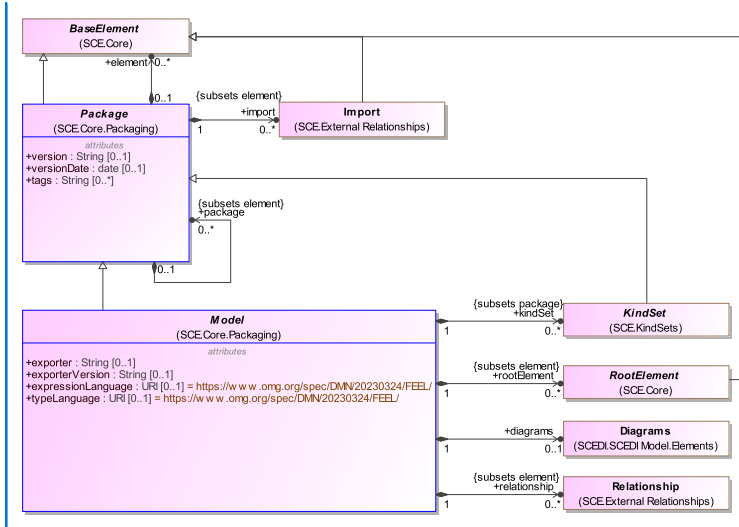 BaseElement
(SCE.Core)
+element
0..*
0..1
Package
(SCE.Core.Packaging)
attributes
+version : String [0..1]
+versionDate : date [0..1]
+tags : String [0..*]
{subsets element}
+import
1
0..*
Import
(SCE.External Relationships)
{subsets element}
+package
0..*
0..1
Model
(SCE.Core.Packaging)
attributes
+exporter : String [0..1]
+exporterVersion : String [0..1]
+expressionLanguage : URI [0..1] = https://www.omg.org/spec/DMN/20230324/FEEL/
+typeLanguage : URI [0..1] = https://www.omg.org/spec/DMN/20230324/FEEL/
{subsets package}
+kindSet
1
0..*
KindSet
(SCE.KindSets)
{subsets element}
+rootElement
1
0..*
RootElement
(SCE.Core)
+diagrams
1
0..1
Diagrams
(SCEDI.SCEDI Model.Elements)
{subsets element}
+relationship
1
0..*
Relationship
(SCE.External Relationships)